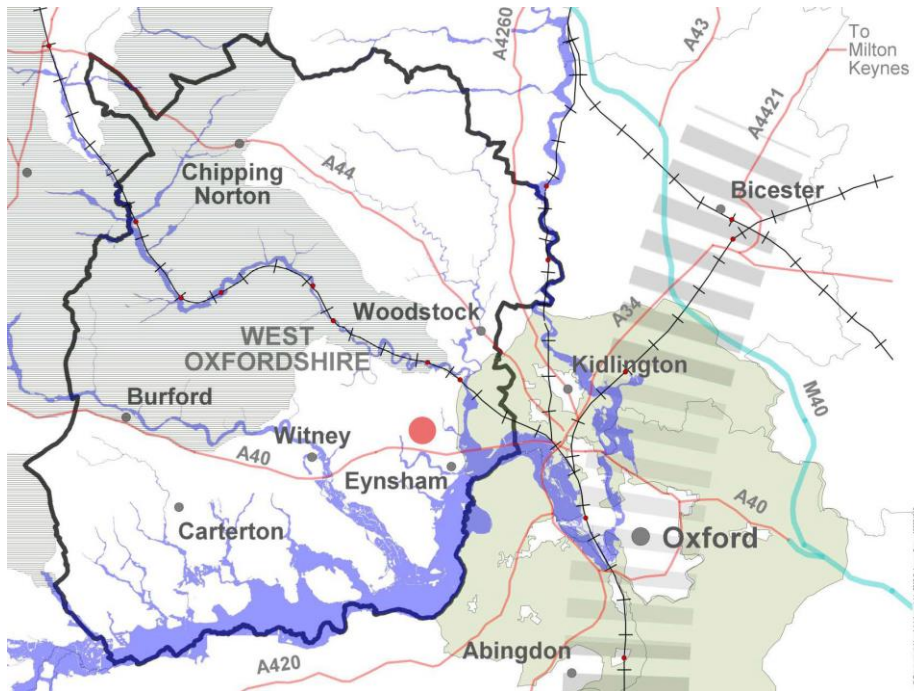 A4260
A43
To
Milton
Keynes
A4421
Chipping
Norton
A44
Bicester
Woodstock
A34
WEST
OXFORDSHIRE
Kidlington
Burford
M40
Witney
A40
Eynsham
A40
Carterton
Oxford
Abingdon
A420